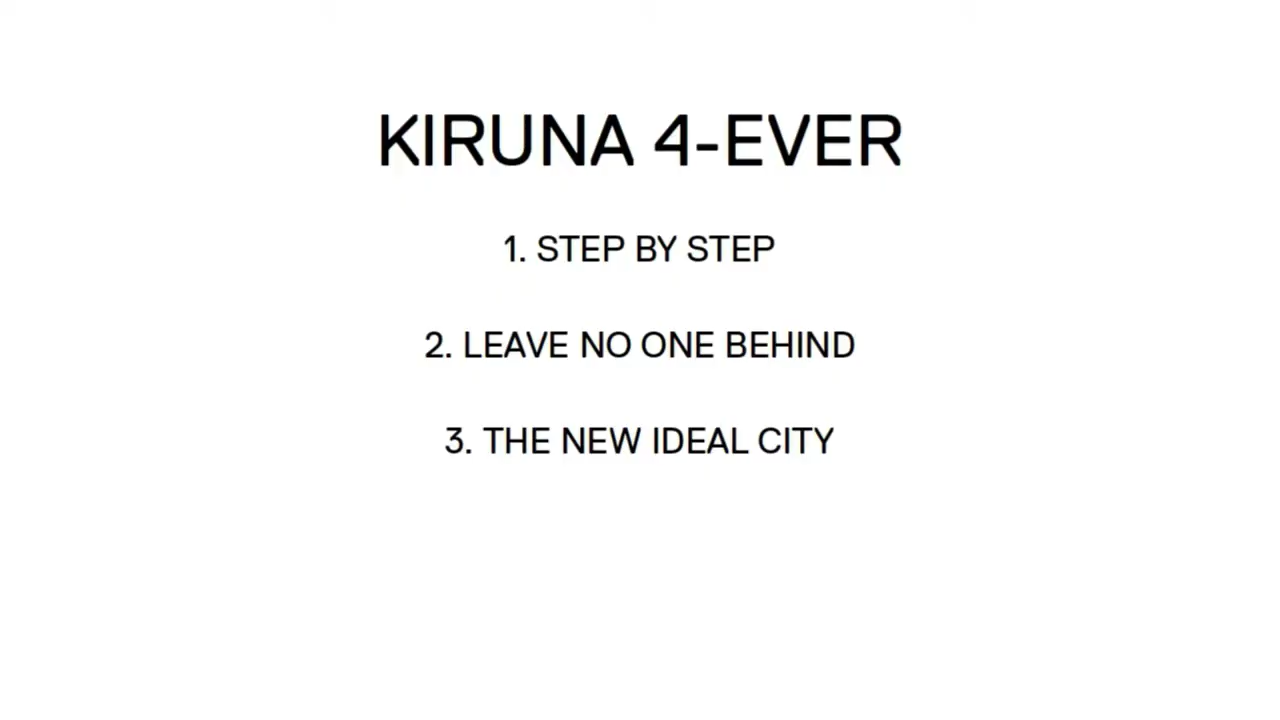 KIRUNA 4-EVER
1. STEP BY STEP
2. LEAVE NO ONE BEHIND
3. THE NEW IDEAL CITY